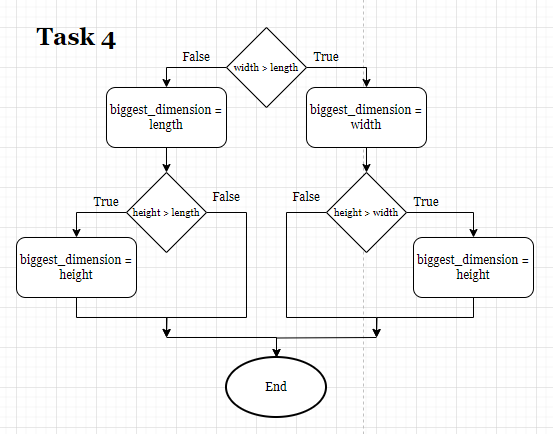 Task 4
False
True
width > length
biggest_dimension =
length
biggest_dimension =
width
True
False
height > length
False
True
height > width
biggest_dimension =
height
biggest_dimension =
height
End